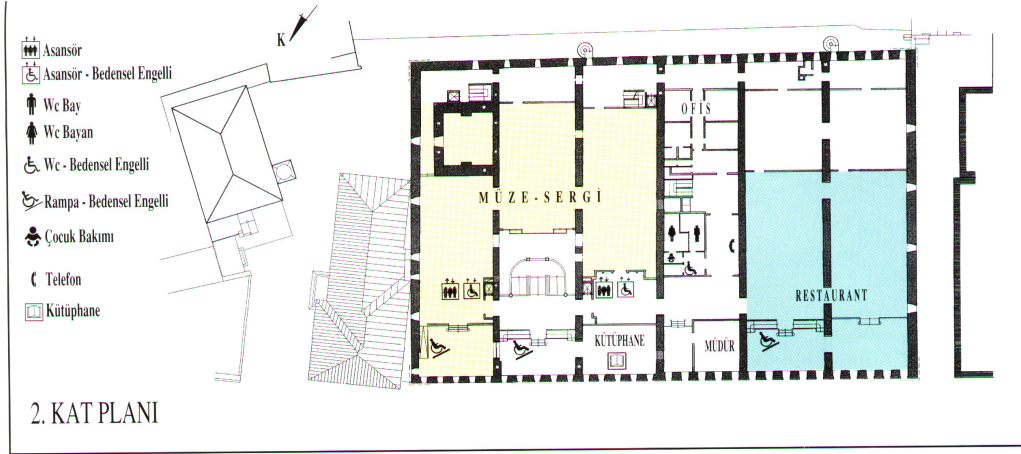 K
Asansör
Asansör - Bedensel Engelli
Wc Bay
Wc Bayan
Wc - Bedensel Engelli
Rampa - Bedensel Engelli
Çocuk Bakımı
Telefon
Kütüphane
OFİS
MÜZE-SERGİ
RESTAURANT
KÜTÜPHANE
MÜDÜR
2. KAT PLANI